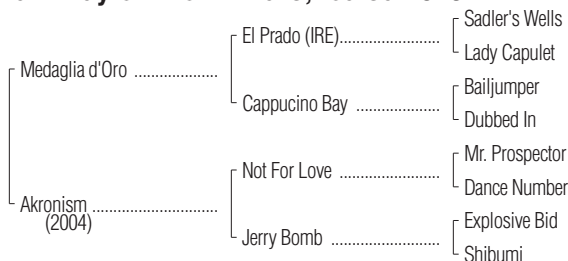 Sadler's Wells
El Prado (IRE)....................
Lady Capulet
Medaglia d'Oro .................
Bailjumper
Cappucino Bay .................
Dubbed In
Mr. Prospector
Not For Love .....................
Dance Number
Akronism .........................
(2004)
Explosive Bid
Jerry Bomb ......................
Shibumi